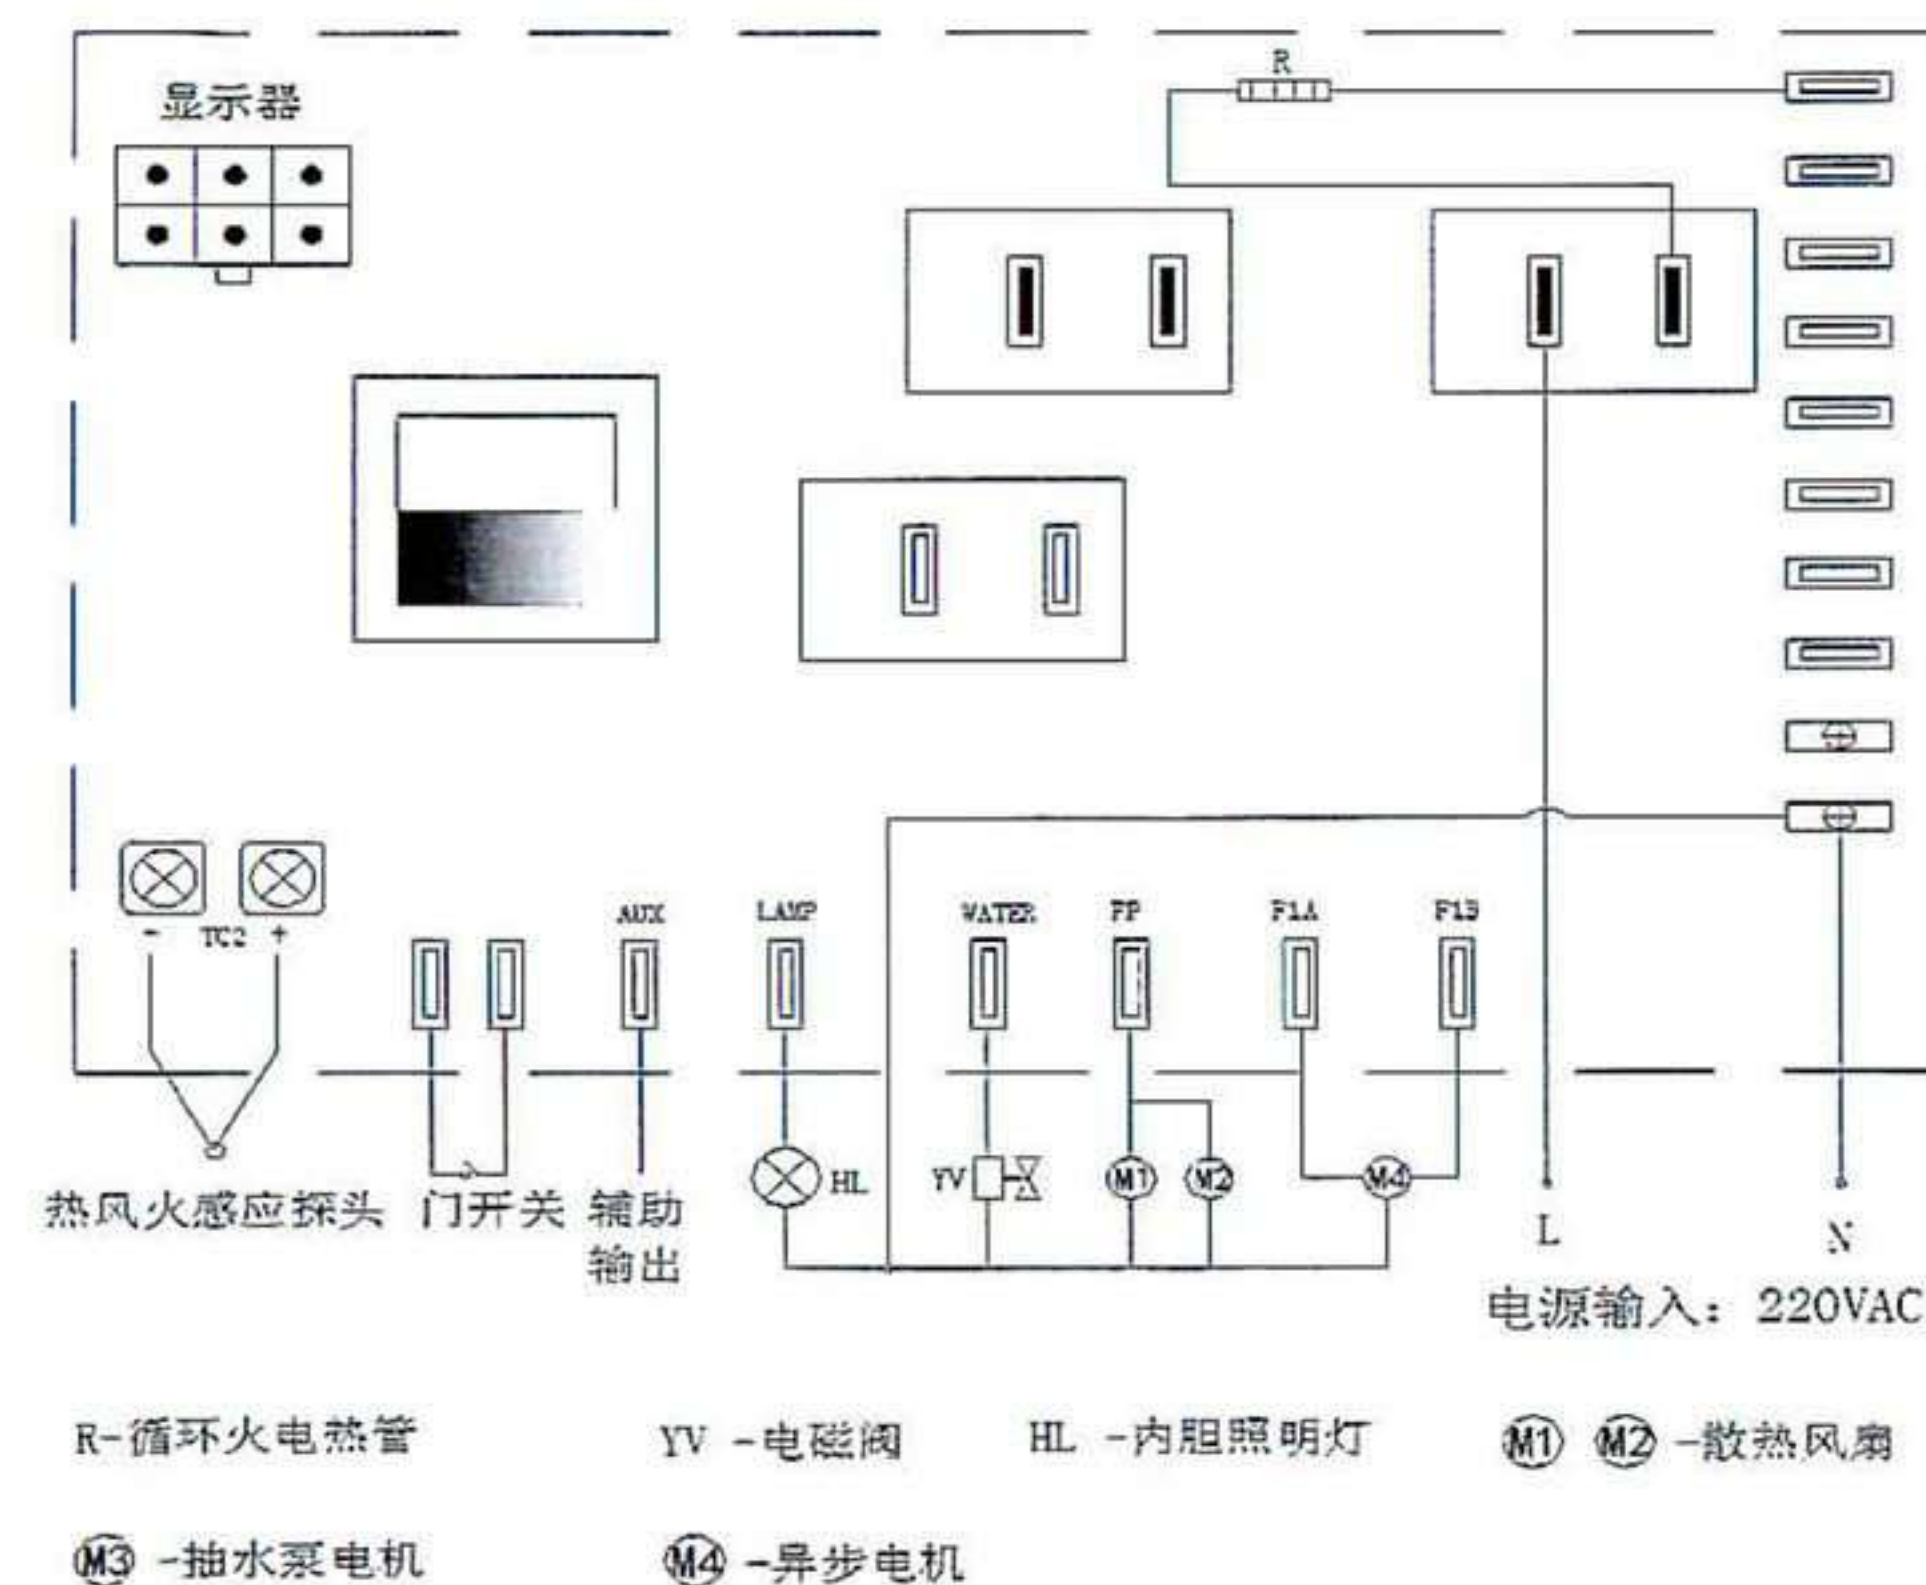 显示器
R
- TC2 +
AUX
LAMP
WATER
FP
F1A
F1B
热风火感应探头
门开关
辅助
输出
HL
YV
M1
M2
M4
L
N
电源输入: 220VAC
R-循环火电热管
YV -电磁阀
HL -内胆照明灯
M1 M2 -散热风扇
M3 -抽水泵电机
M4 -异步电机